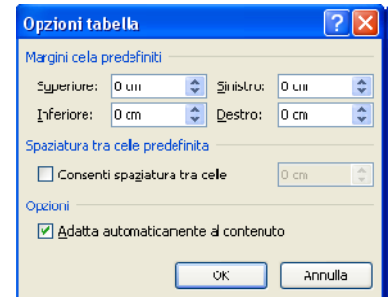 Opzioni tabella
Margini cela predefiniti
Superiore: 0 cm Sinistro: 0 cm
Inferiore: 0 cm Destro: 0 cm
Spaziatura tra cele predefinita
Consenti spaziatura tra cele 0 cm
Opzioni
Adatta automaticamente al contenuto
OK Annulla